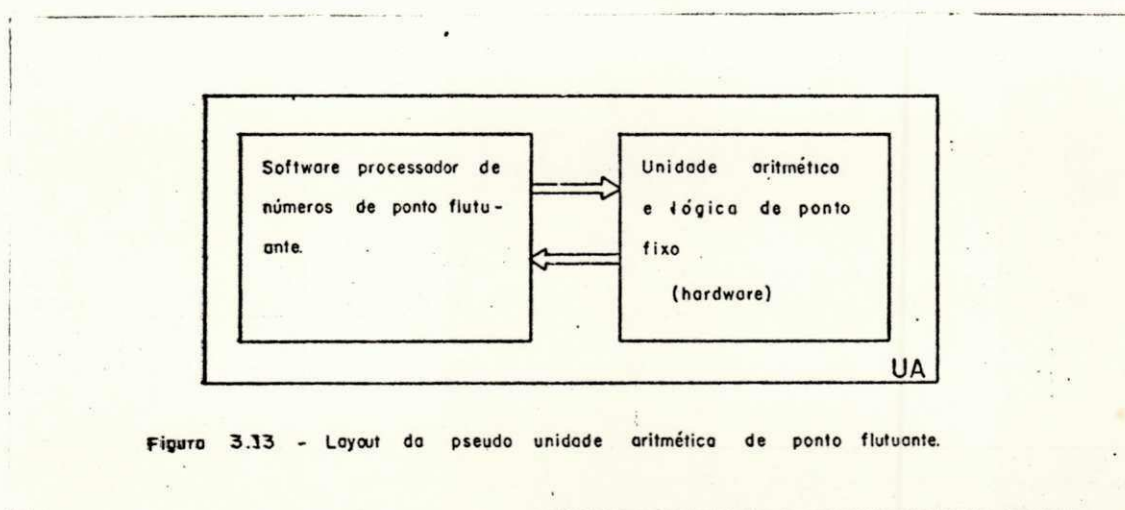 Software processador de
números de ponto flutu-
ante.
Unidade aritmético
e lógica de ponto
fixo
(hardware)
UA
Figura 3.13 - Layout da pseudo unidade aritmética de ponto flutuante.